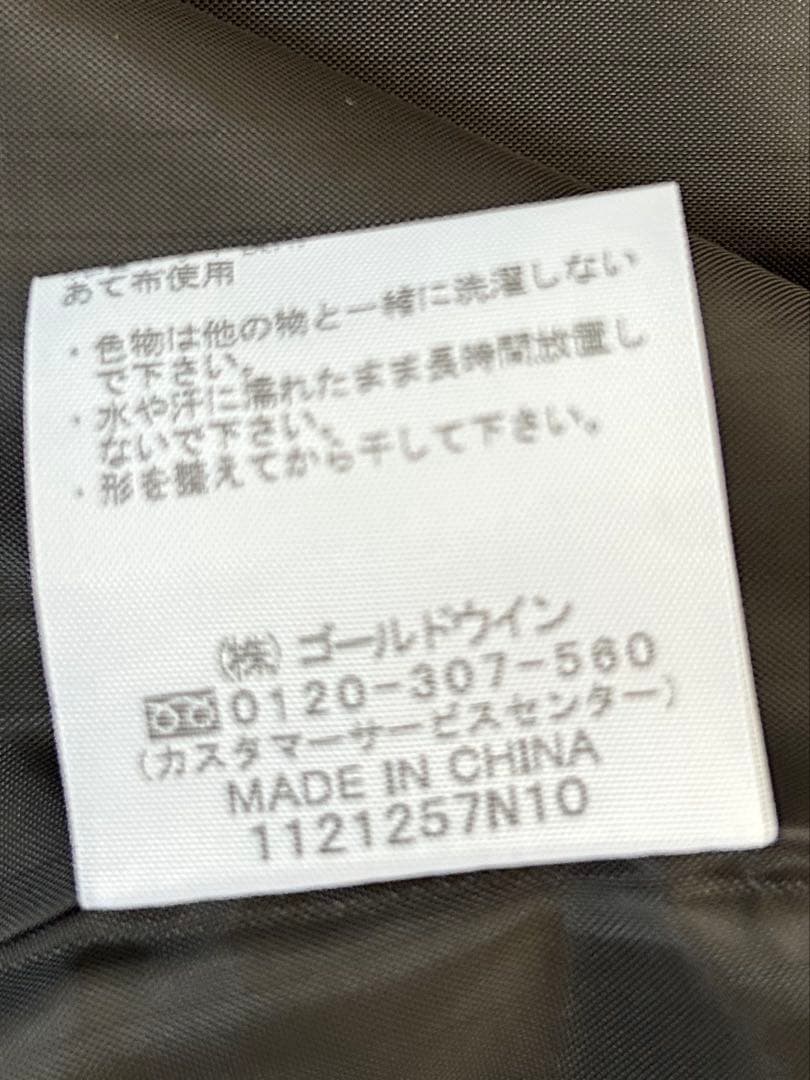 あて布使用
・色物は他の物と一緒に洗濯しない
で下さい。
・水や汗に濡れたまま長時間放置し
ないで下さい。
・形を整えてから干して下さい。
(株)ゴールドウイン
0120-307-560
(カスタマーサービスセンター)
MADE IN CHINA
1121257N10